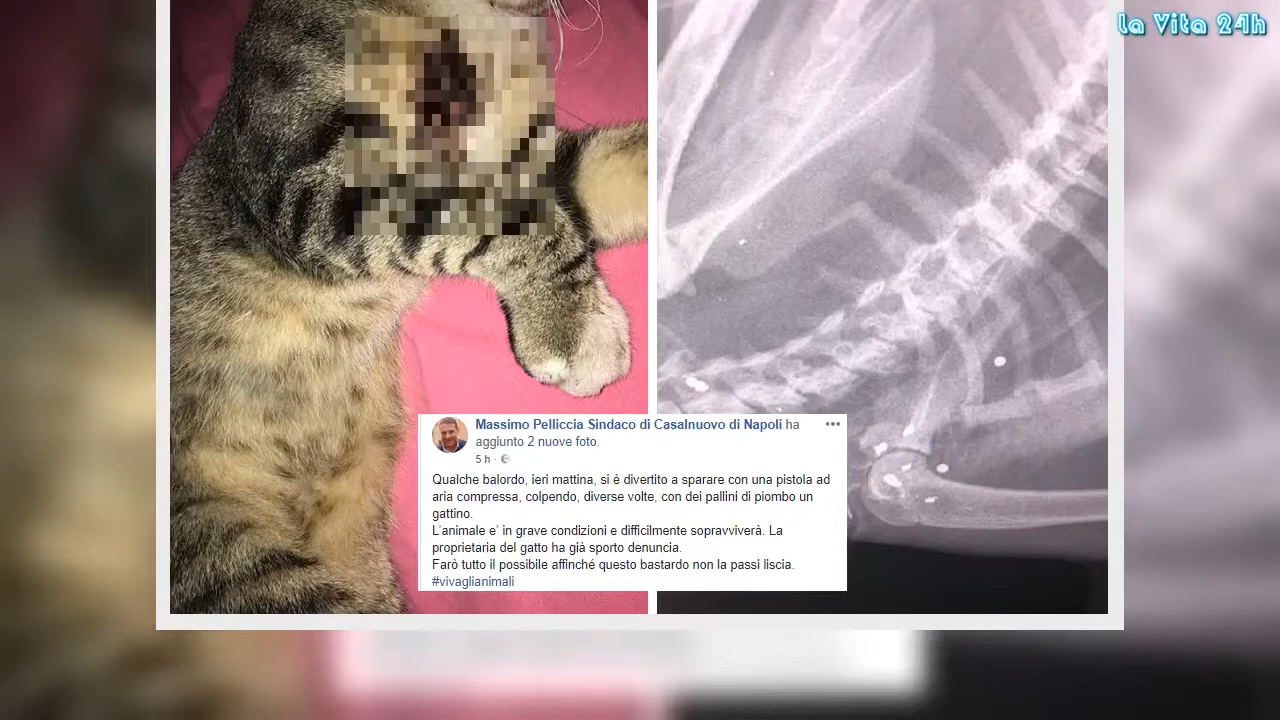 La Vita 24h
Massimo Pelliccia Sindaco di Casalnuovo di Napoli ha
aggiunto 2 nuove foto.
5 h ·
Qualche balordo, ieri mattina, si è divertito a sparare con una pistola ad
aria compressa, colpendo, diverse volte, con dei pallini di piombo un
gattino.
L'animale e' in grave condizioni e difficilmente sopravviverà. La
proprietaria del gatto ha già sporto denuncia.
Farò tutto il possibile affinché questo bastardo non la passi liscia.
#vivaglianimali